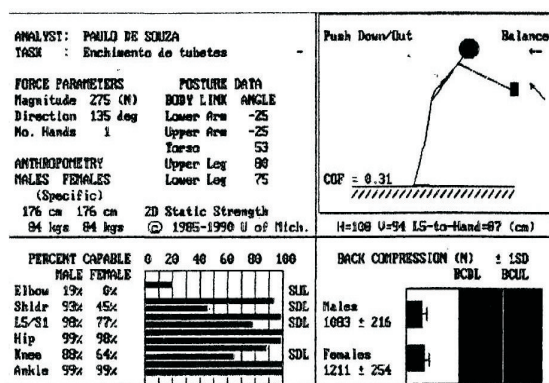 ANALYST: PAULO DE SOUZA
TASK : Enchimento de tubetes -
FORCE PARAMETERS POSTURE DATA
Magnitude 275 (N) BODY LINK ANGLE
Direction 135 deg Lower Arm -25
No. Hands 1 Upper Arm -25
Torso 53
ANTHROPOMETRY Upper Leg 80
MALES FEMALES Lower Leg 75
(Specific)
176 cm 176 cm 2D Static Strength
84 kgs 84 kgs © 1985-1990 U of Mich.
Push Down/Out Balance
COF = 0.31
H=108 V=94 L5-to-Hand=87 (cm)
PERCENT CAPABLE 0 20 40 60 80 100
MALE FEMALE
Elbow 19% 0% SUL
Shldr 93% 45% SDL
L5/S1 98% 77% SDL
Hip 99% 98%
Knee 88% 64% SDL
Ankle 99% 99%
BACK COMPRESSION (N) ± 1SD
BCDL BCUL
Males
1083 ± 216
Females
1211 ± 254